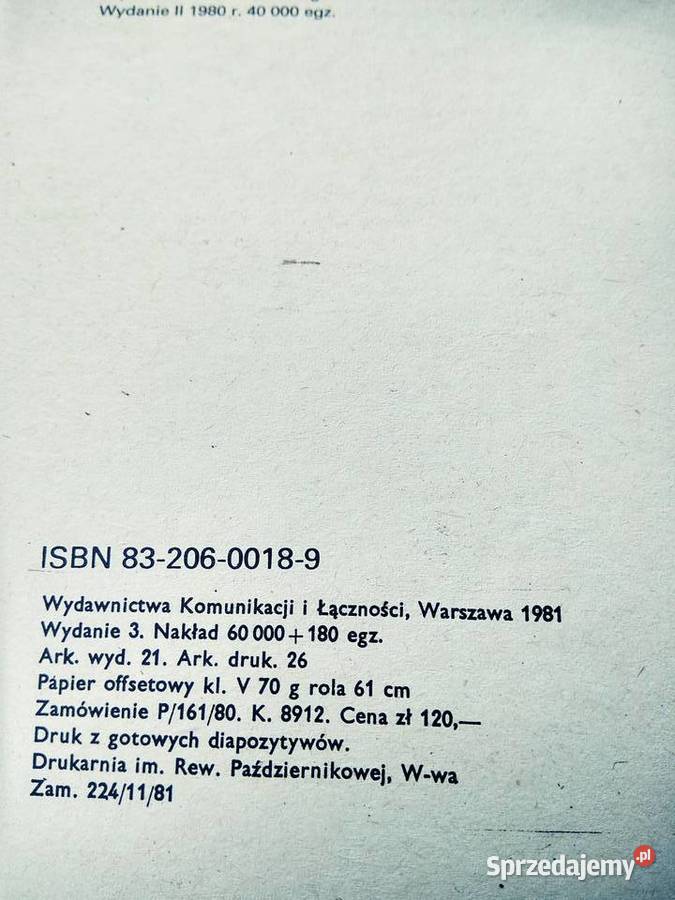 Wydanie II 1980 r. 40 000 egz.
ISBN 83-206-0018-9
Wydawnictwa Komunikacji i Łączności, Warszawa 1981
Wydanie 3. Nakład 60 000+180 egz.
Ark. wyd. 21. Ark. druk. 26
Papier offsetowy kl. V 70 g rola 61 cm
Zamówienie P/161/80. K. 8912. Cena zł 120,—
Druk z gotowych diapozytywów.
Drukarnia im. Rew. Październikowej, W-wa
Zam. 224/11/81
Sprzedajemy.pl